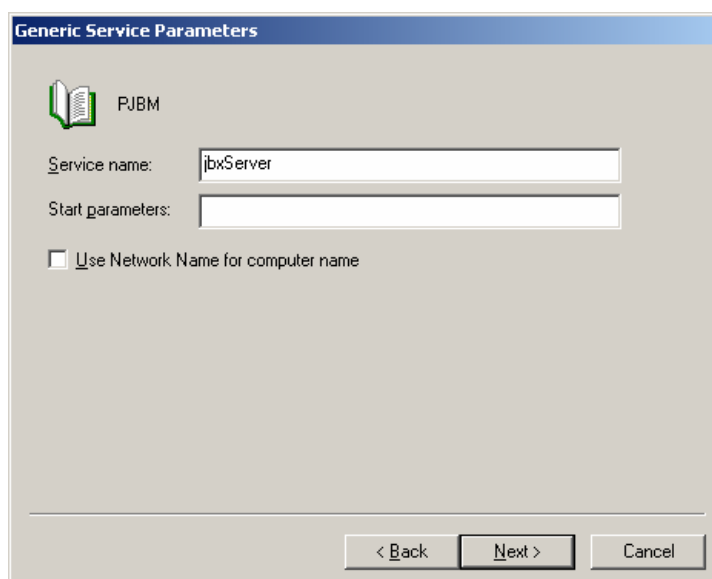 Generic Service Parameters
PJBM
Service name: jbxServer
Start parameters:
Use Network Name for computer name
< Back Next > Cancel